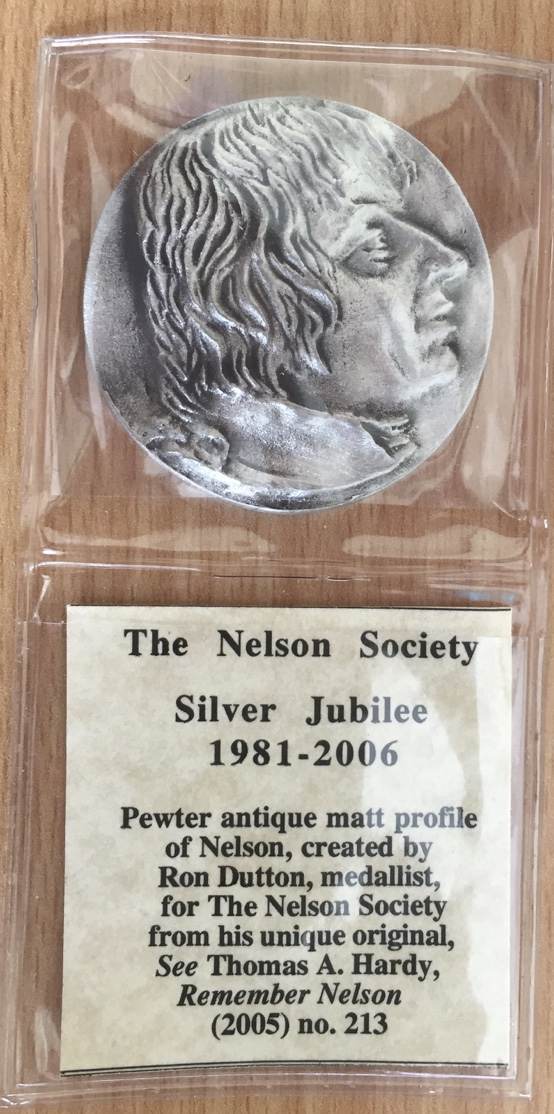 The Nelson Society
Silver Jubilee
1981-2006
Pewter antique matt profile
of Nelson, created by
Ron Dutton, medallist,
for The Nelson Society
from his unique original,
See Thomas A. Hardy,
Remember Nelson
(2005) no. 213